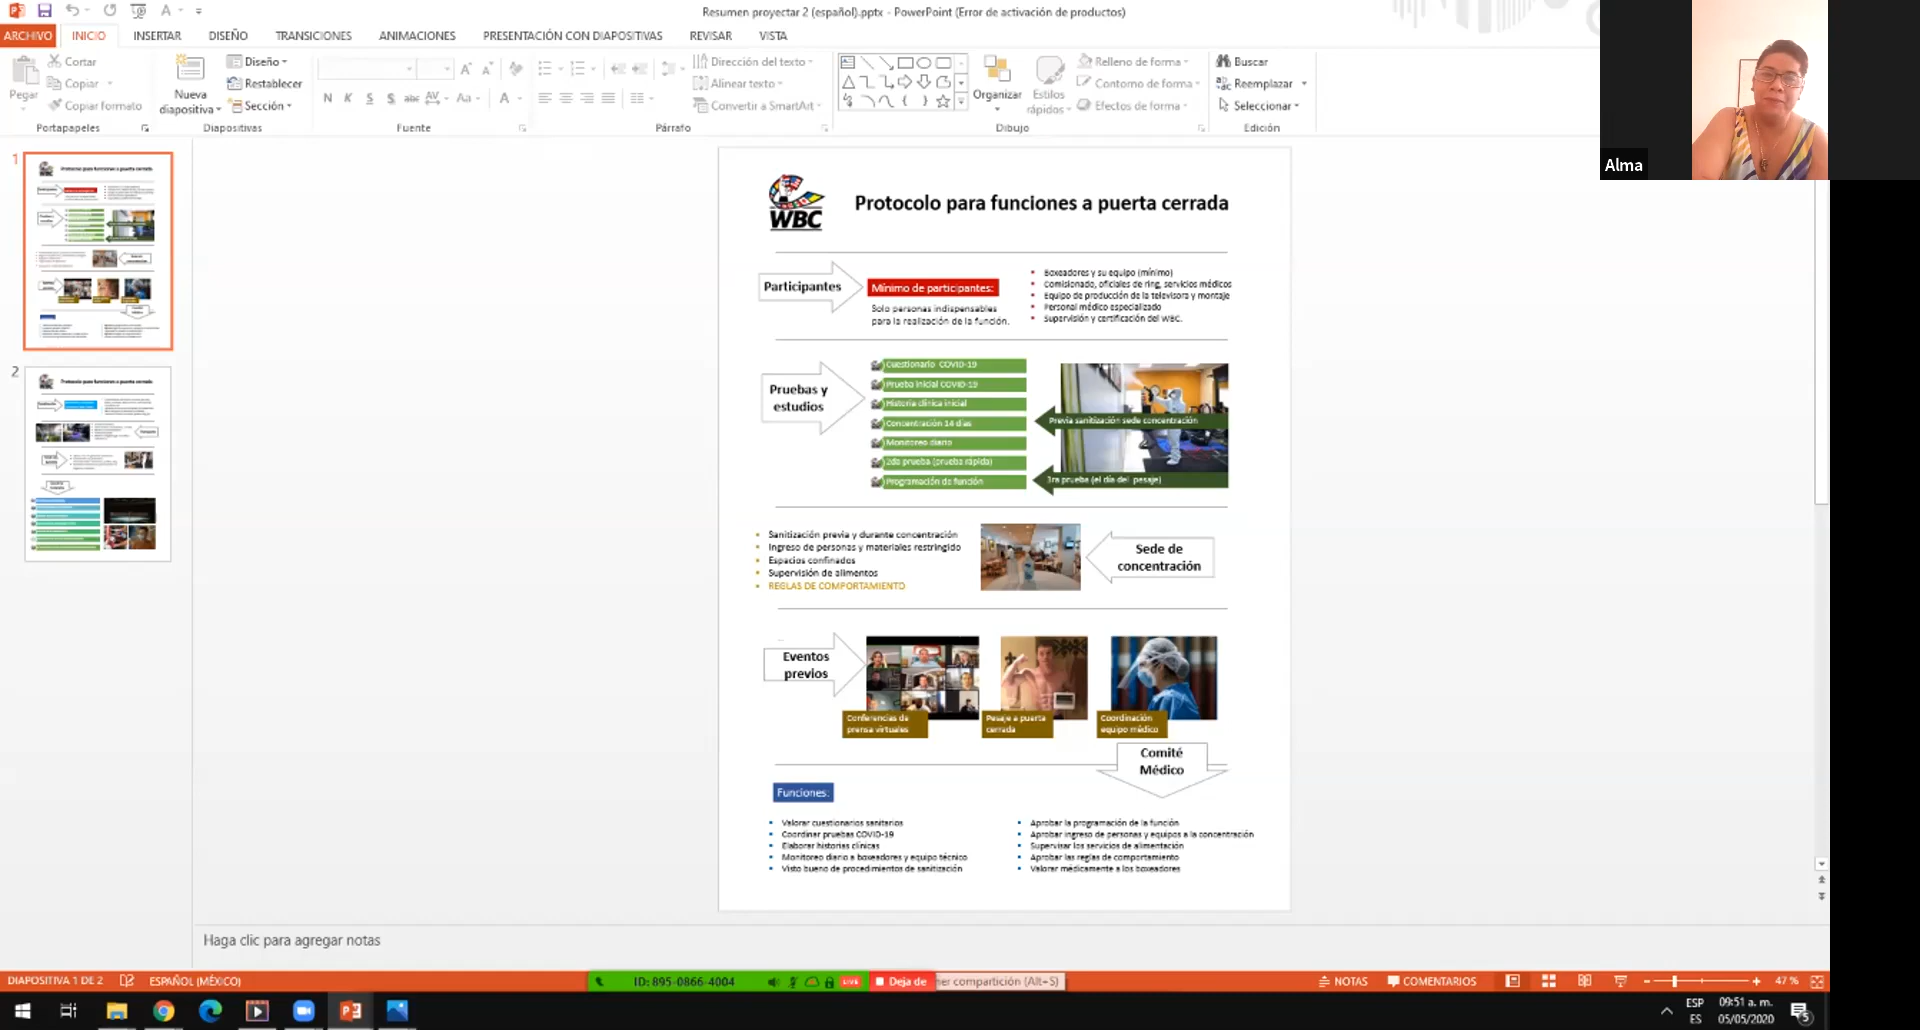 Resumen proyectar 2 (español).pptx - PowerPoint (Error de activación de productos)
ARCHIVO INICIO INSERTAR DISEÑO TRANSICIONES ANIMACIONES PRESENTACIÓN CON DIAPOSITIVAS REVISAR VISTA
Pegar
Cortar
Copiar
Copiar formato
Portapapeles
Nueva
diapositiva
Diseño
Restablecer
Sección
Diapositivas
N K S S abc AV Aa A
Fuente
Dirección del texto
Alinear texto
Convertir a SmartArt
Párrafo
Organizar
Estilos
rápidos
Relleno de forma
Contorno de forma
Efectos de forma
Dibujo
Buscar
Reemplazar
Seleccionar
Edición
Alma
1
2
WBC
Protocolo para funciones a puerta cerrada
Participantes
Mínimo de participantes:
Solo personas indispensables
para la realización de la función.
Boxeadores y su equipo (mínimo)
Comisionado, oficiales de ring, servicios médicos
Equipo de producción de la televisora y montaje
Personal médico especializado
Supervisión y certificación del WBC.
Pruebas y
estudios
Cuestionario COVID-19
Prueba inicial COVID-19
Historia clínica inicial
Concentración 14 días
Monitoreo diario
2da prueba (prueba rápida)
Programación de función
Previa sanitización sede concentración
3ra prueba (el día del pesaje)
Sanitización previa y durante concentración
Ingreso de personas y materiales restringido
Espacios confinados
Supervisión de alimentos
REGLAS DE COMPORTAMIENTO
Sede de
concentración
Eventos
previos
Conferencias de
prensa virtuales
Pesaje a puerta
cerrada
Coordinación
equipo médico
Comité
Médico
Funciones:
Valorar cuestionarios sanitarios
Coordinar pruebas COVID-19
Elaborar historias clínicas
Monitoreo diario a boxeadores y equipo técnico
Visto bueno de procedimientos de sanitización
Aprobar la programación de la función
Aprobar ingreso de personas y equipos a la concentración
Supervisar los servicios de alimentación
Aprobar las reglas de comportamiento
Valorar médicamente a los boxeadores
Haga clic para agregar notas
DIAPOSITIVA 1 DE 2 ESPAÑOL (MÉXICO)
ID: 895-0866-4004 LIVE Deja de compartición (Alt+S)
NOTAS COMENTARIOS 47 %
ESP
ES
09:51 a. m.
05/05/2020
5